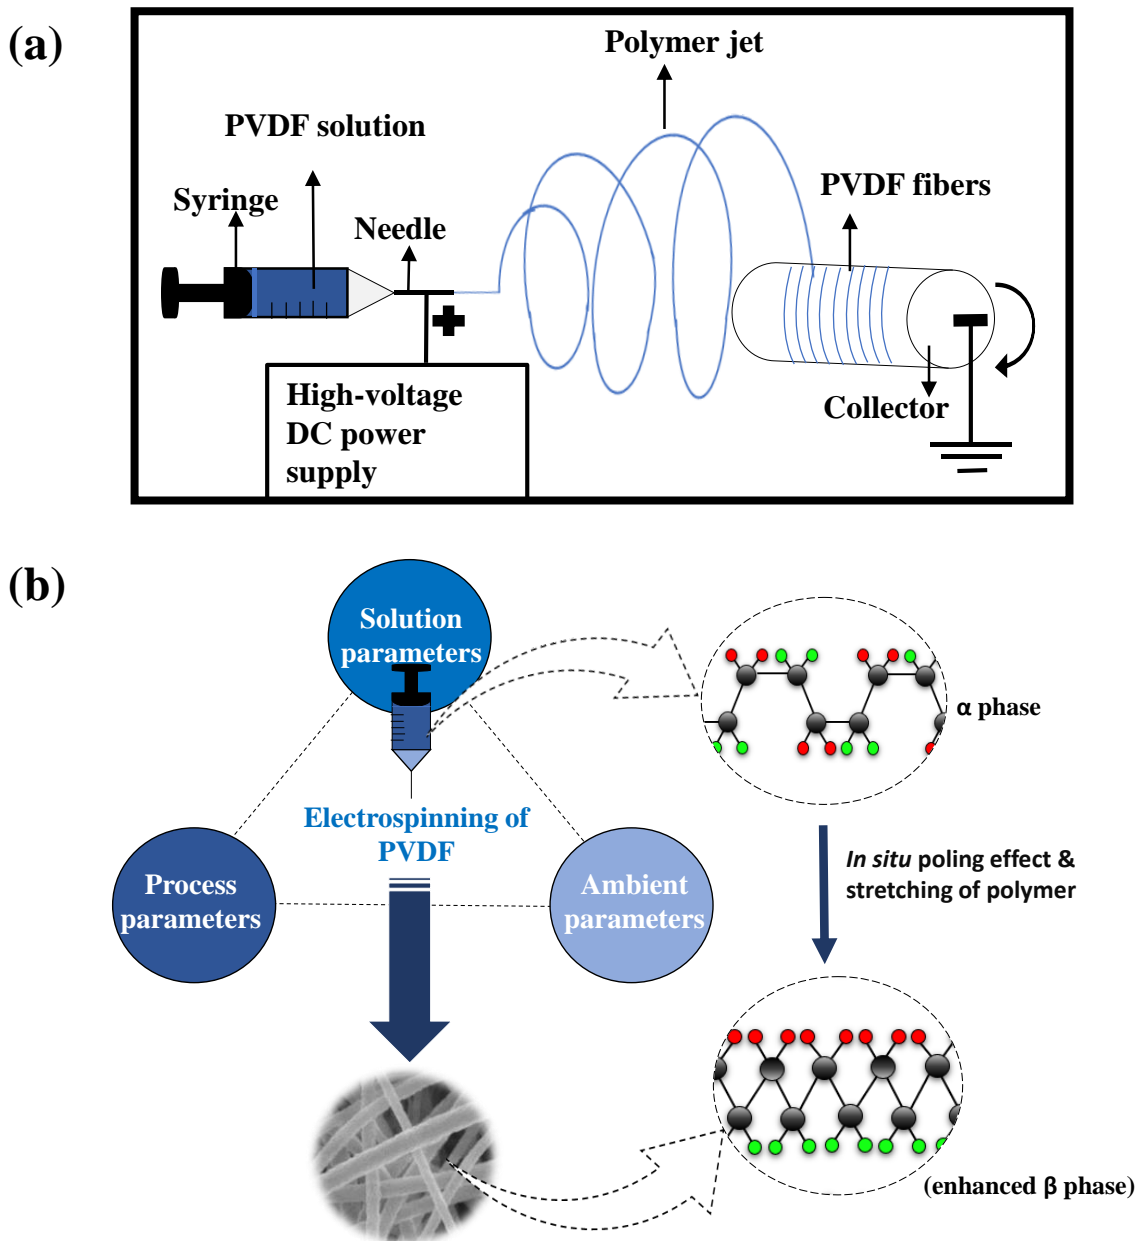 (a)
Polymer jet
PVDF solution
Syringe
Needle
PVDF fibers
High-voltage
DC power
supply
Collector
(b)
Solution
parameters
α phase
Electrospinning of
PVDF
Process
parameters
Ambient
parameters
In situ poling effect &
stretching of polymer
(enhanced β phase)